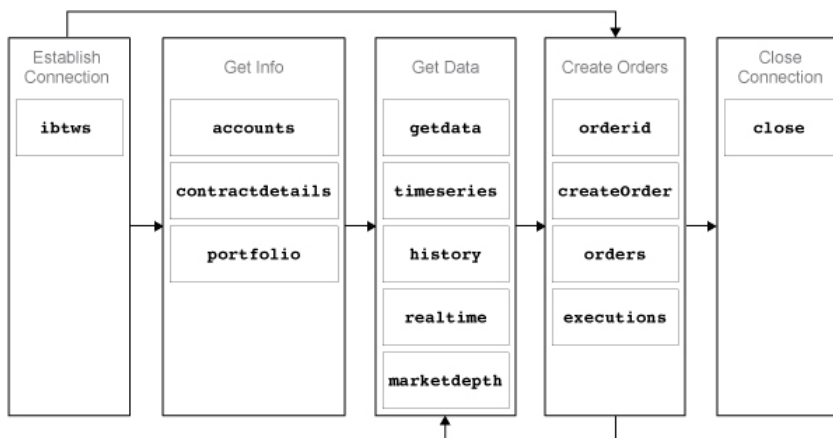 Establish
Connection
ibtws
Get Info
accounts
contractdetails
portfolio
Get Data
getdata
timeseries
history
realtime
marketdepth
Create Orders
orderid
createOrder
orders
executions
Close
Connection
close